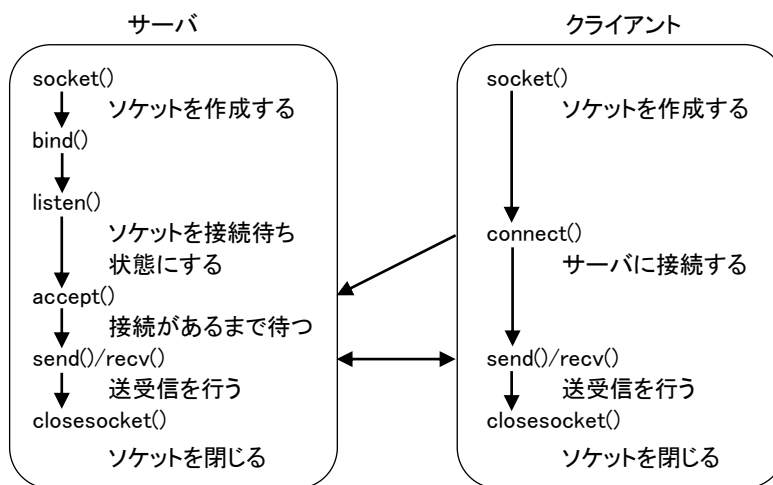 サーバ
socket()
ソケットを作成する
bind()
listen()
ソケットを接続待ち
状態にする
accept()
接続があるまで待つ
send()/recv()
送受信を行う
closesocket()
ソケットを閉じる
クライアント
socket()
ソケットを作成する
connect()
サーバに接続する
send()/recv()
送受信を行う
closesocket()
ソケットを閉じる